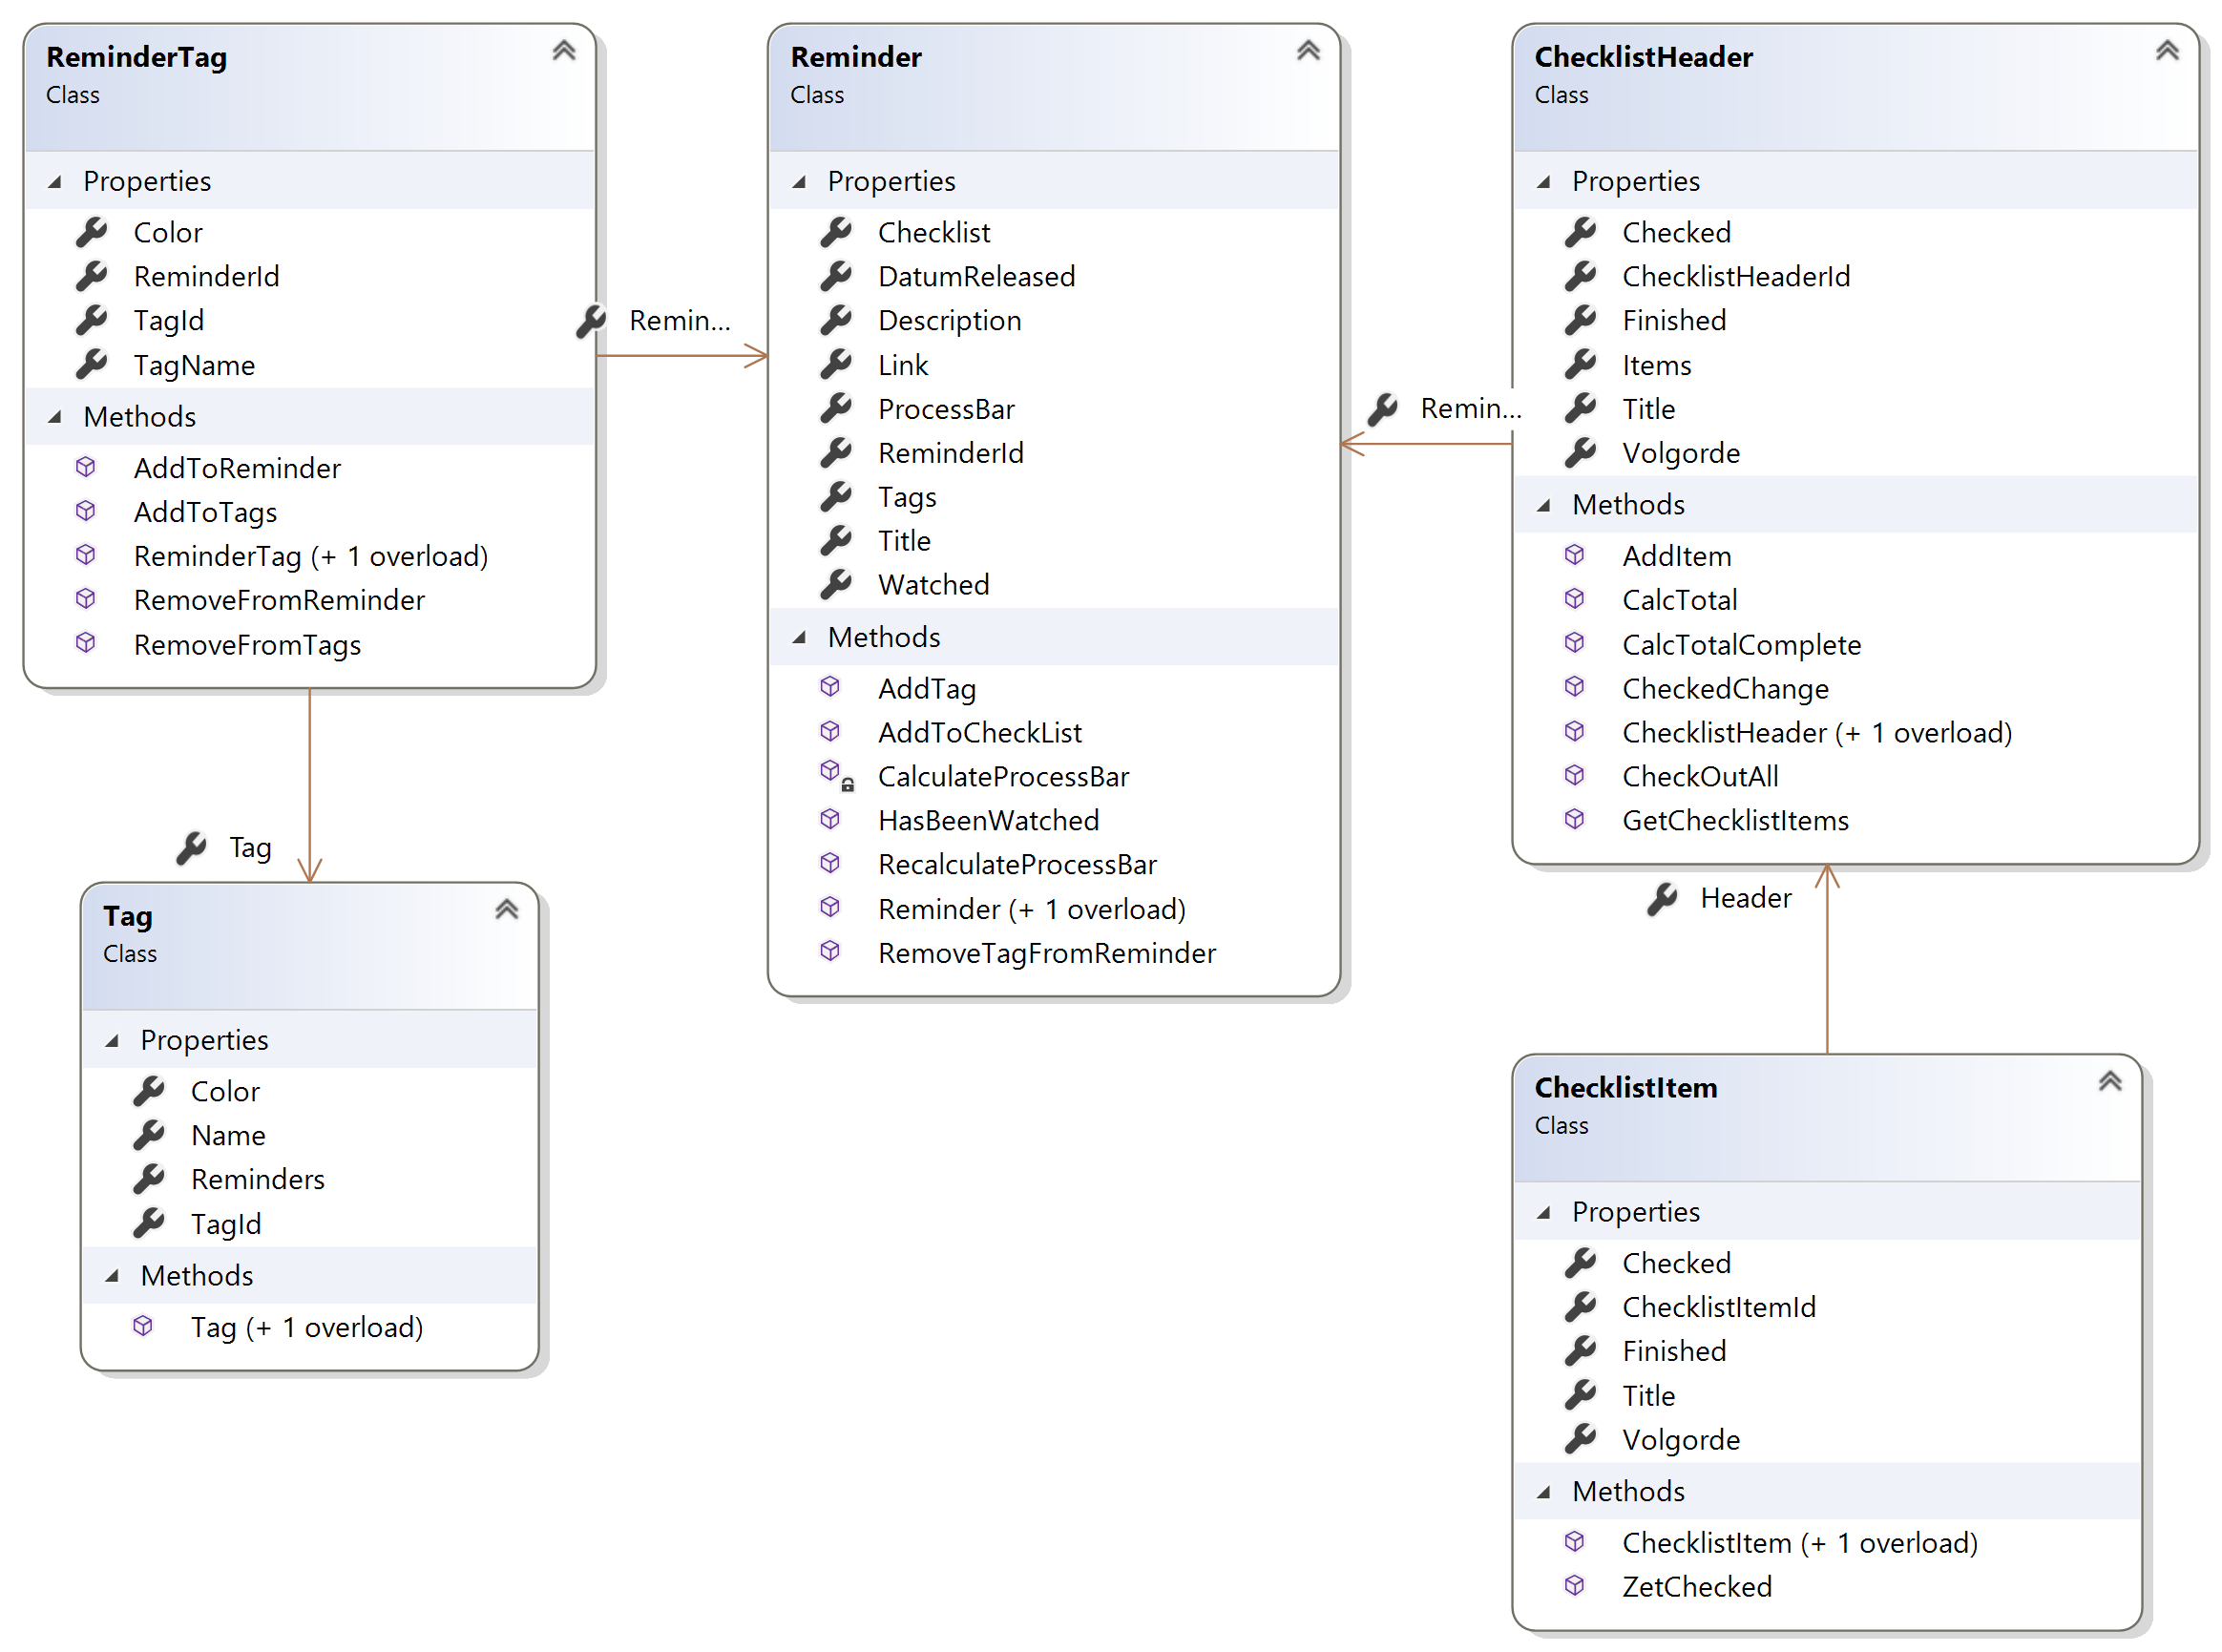 ReminderTag
Class
Properties
Color
ReminderId
TagId
TagName
Methods
AddToReminder
AddToTags
ReminderTag (+ 1 overload)
RemoveFromReminder
RemoveFromTags
Remin...
Reminder
Class
Properties
Checklist
DatumReleased
Description
Link
ProcessBar
ReminderId
Tags
Title
Watched
Methods
AddTag
AddToCheckList
CalculateProcessBar
HasBeenWatched
RecalculateProcessBar
Reminder (+ 1 overload)
RemoveTagFromReminder
Remin...
ChecklistHeader
Class
Properties
Checked
ChecklistHeaderId
Finished
Items
Title
Volgorde
Methods
AddItem
CalcTotal
CalcTotalComplete
CheckedChange
ChecklistHeader (+ 1 overload)
CheckOutAll
GetChecklistItems
Tag
Tag
Class
Properties
Color
Name
Reminders
TagId
Methods
Tag (+ 1 overload)
Header
ChecklistItem
Class
Properties
Checked
ChecklistItemId
Finished
Title
Volgorde
Methods
ChecklistItem (+ 1 overload)
ZetChecked